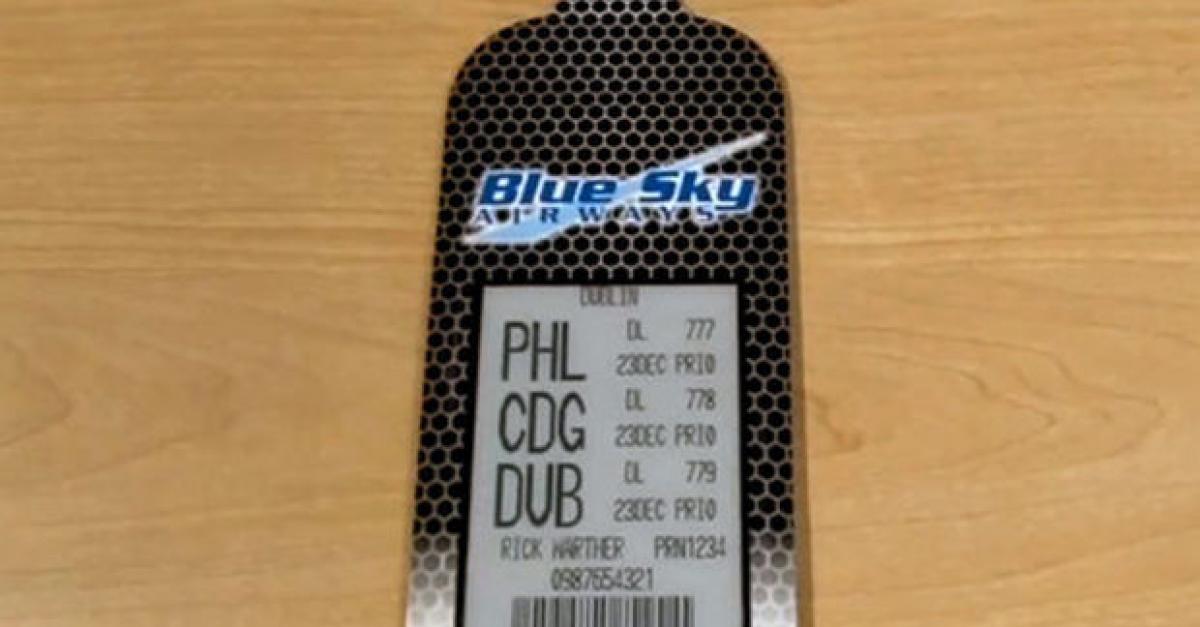 Blue Sky
AIRWAYS
DUBLIN
PHL DL 777
23DEC PRIO
CDG DL 778
23DEC PRIO
DUB DL 779
23DEC PRIO
RICK WARTHER PRN1234
0987654321